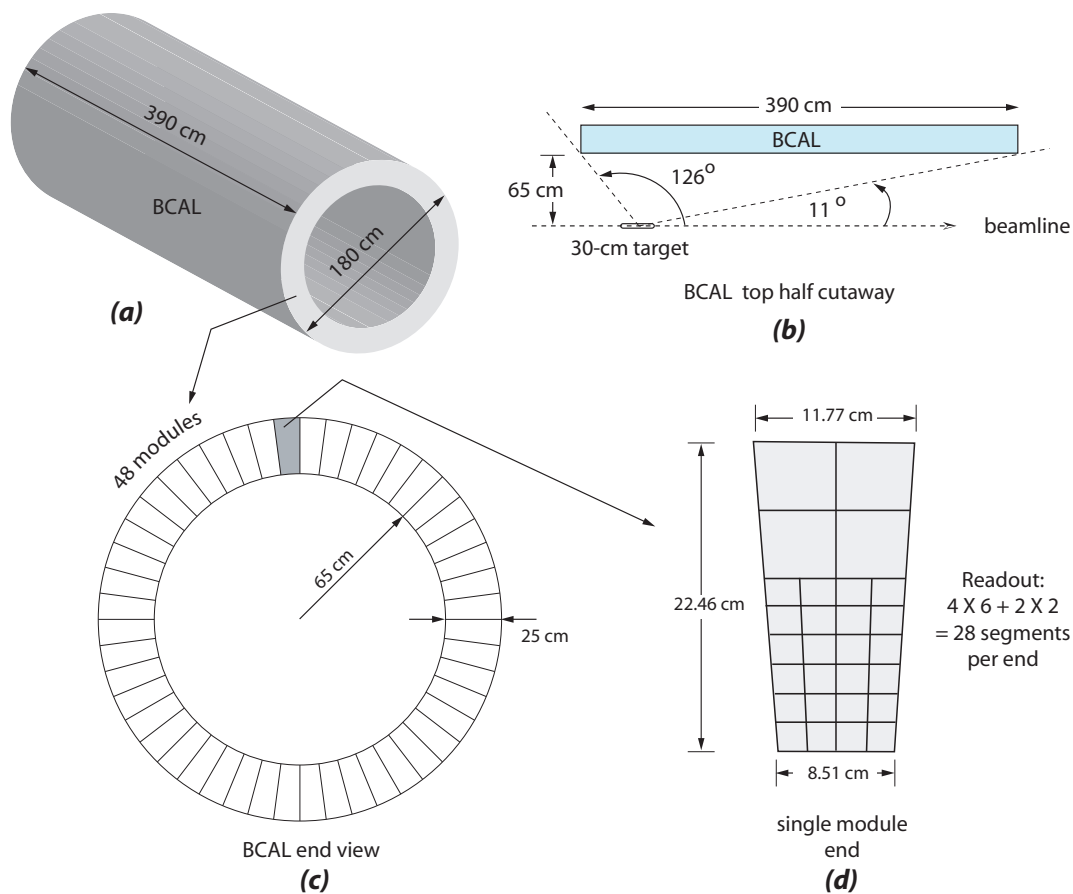 390 cm
BCAL
180 cm
(a)
390 cm
BCAL
65 cm
126o
11 o
beamline
30-cm target
BCAL top half cutaway
(b)
48 modules
65 cm
25 cm
BCAL end view
(c)
11.77 cm
22.46 cm
Readout:
4 X 6 + 2 X 2
= 28 segments
per end
8.51 cm
single module
end
(d)